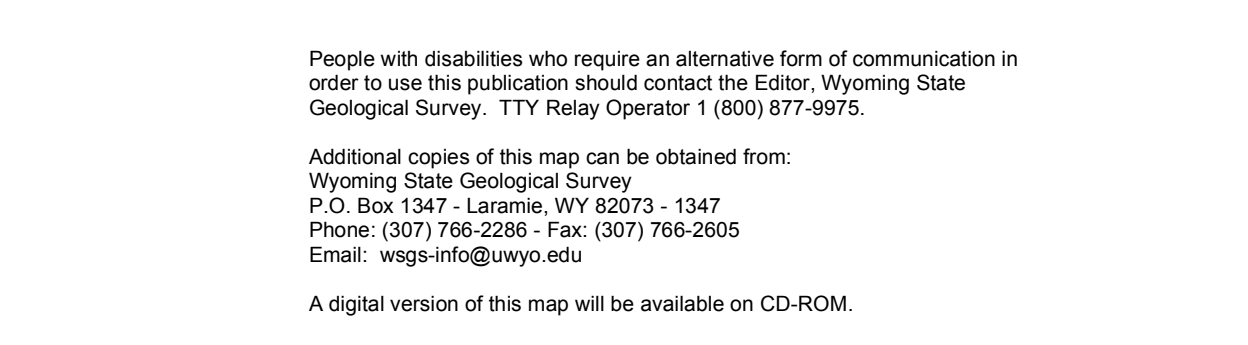 People with disabilities who require an alternative form of communication in
order to use this publication should contact the Editor, Wyoming State
Geological Survey.  TTY Relay Operator 1 (800) 877-9975.
Additional copies of this map can be obtained from:
Wyoming State Geological Survey
P.O. Box 1347 - Laramie, WY 82073 - 1347
Phone: (307) 766-2286 - Fax: (307) 766-2605
Email:  wsgs-info@uwyo.edu
A digital version of this map will be available on CD-ROM.